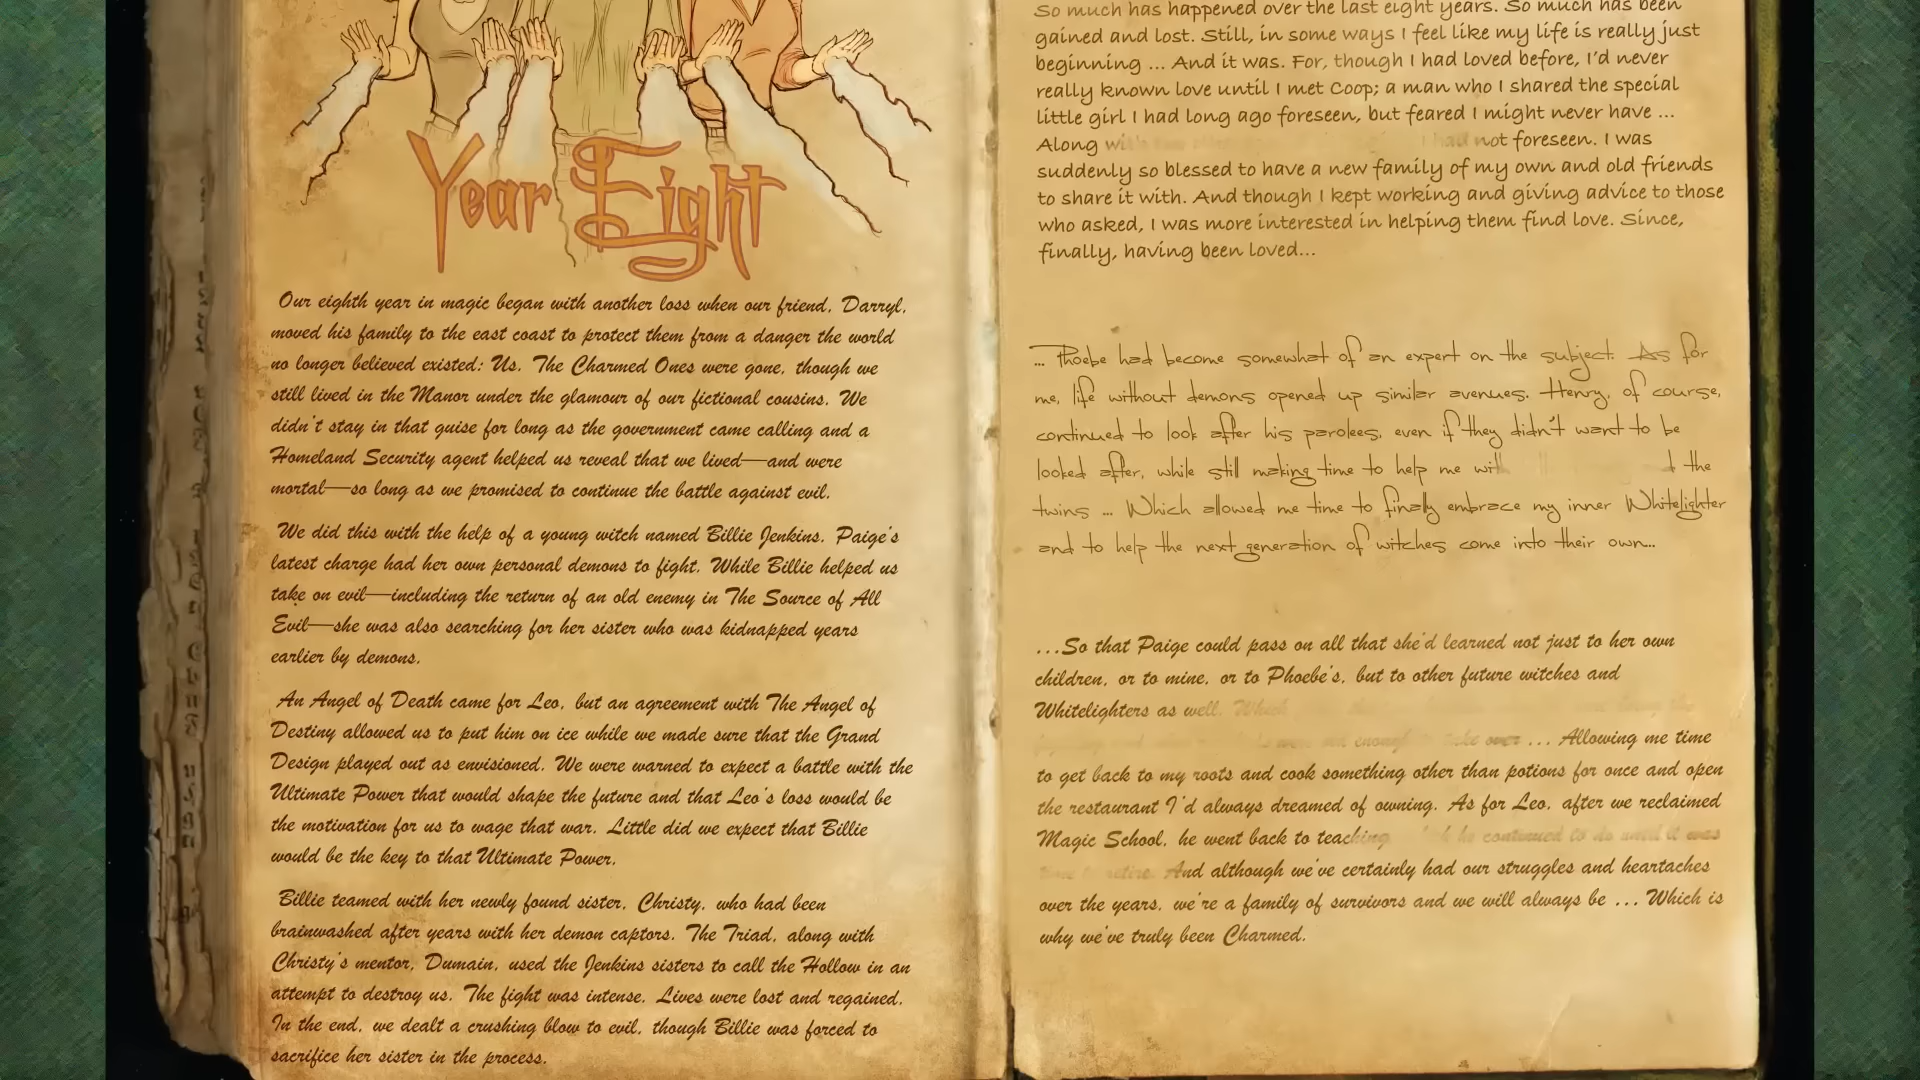 Year Eight
Our eighth year in magic began with another loss when our friend, Darryl,
moved his family to the east coast to protect them from a danger the world
no longer believed existed: Us. The Charmed Ones were gone, though we
still lived in the Manor under the glamour of our fictional cousins. We
didn't stay in that guise for long as the government came calling and a
Homeland Security agent helped us reveal that we lived—and were
mortal—so long as we promised to continue the battle against evil.
We did this with the help of a young witch named Billie Jenkins. Paige's
latest charge had her own personal demons to fight. While Billie helped us
take on evil—including the return of an old enemy in The Source of All
Evil—she was also searching for her sister who was kidnapped years
earlier by demons.
An Angel of Death came for Leo, but an agreement with The Angel of
Destiny allowed us to put him on ice while we made sure that the Grand
Design played out as envisioned. We were warned to expect a battle with the
Ultimate Power that would shape the future and that Leo's loss would be
the motivation for us to wage that war. Little did we expect that Billie
would be the key to that Ultimate Power.
Billie teamed with her newly found sister, Christy, who had been
brainwashed after years with her demon captors. The Triad, along with
Christy's mentor, Dumain, used the Jenkins sisters to call the Hollow in an
attempt to destroy us. The fight was intense. Lives were lost and regained.
In the end, we dealt a crushing blow to evil, though Billie was forced to
sacrifice her sister in the process.
So much has happened over the last eight years. So much has been
gained and lost. Still, in some ways I feel like my life is really just
beginning ... And it was. For, though I had loved before, I'd never
really known love until I met Coop; a man who I shared the special
little girl I had long ago foreseen, but feared I might never have ...
Along with had not foreseen. I was
suddenly so blessed to have a new family of my own and old friends
to share it with. And though I kept working and giving advice to those
who asked, I was more interested in helping them find love. Since,
finally, having been loved...
... Phoebe had become somewhat of an expert on the subject. As for
me, life without demons opened up similar avenues. Henry, of course,
continued to look after his parolees, even if they didn't want to be
looked after, while still making time to help me with the
twins ... Which allowed me time to finally embrace my inner Whitelighter
and to help the next generation of witches come into their own...
...So that Paige could pass on all that she'd learned not just to her own
children, or to mine, or to Phoebe's, but to other future witches and
Whitelighters as well. Which
enough to take over ... Allowing me time
to get back to my roots and cook something other than potions for once and open
the restaurant I'd always dreamed of owning. As for Leo, after we reclaimed
Magic School, he went back to teaching he continued to do until it was
time to retire. And although we've certainly had our struggles and heartaches
over the years, we're a family of survivors and we will always be ... Which is
why we've truly been Charmed.